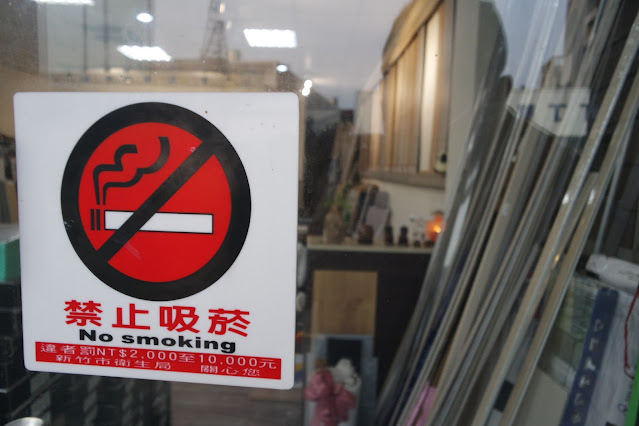 禁止吸菸
No smoking
違者罰NT$2,000至10,000元
新竹市衛生局 關心您